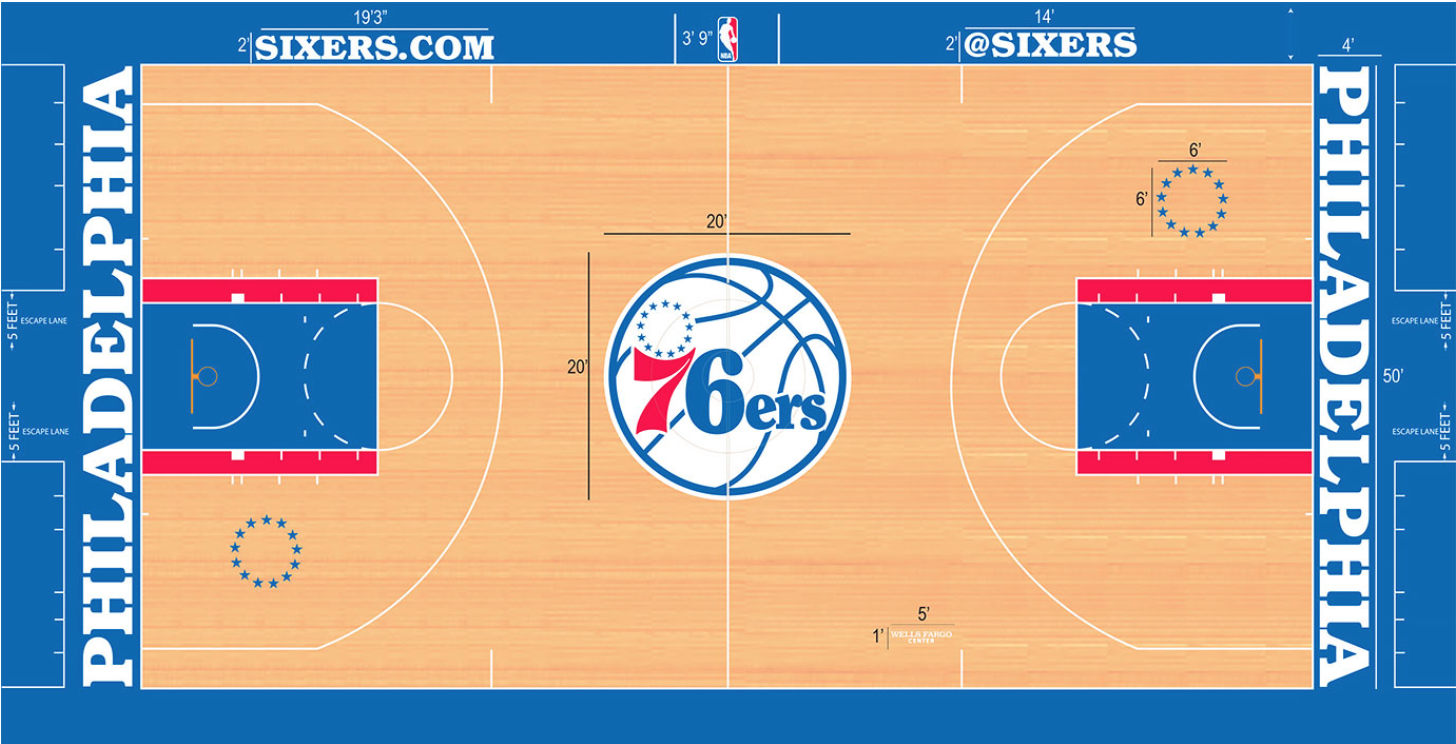 19'3"
2'
SIXERS.COM
3' 9"
NBA
14'
2'
@SIXERS
4'
PHILADELPHIA
PHILADELPHIA
6'
6'
20'
20'
76ers
5 FEET
ESCAPE LANE
5 FEET
ESCAPE LANE
ESCAPE LANE
5 FEET
50'
ESCAPE LANE
5 FEET
5'
1'
WELLS FARGO
CENTER